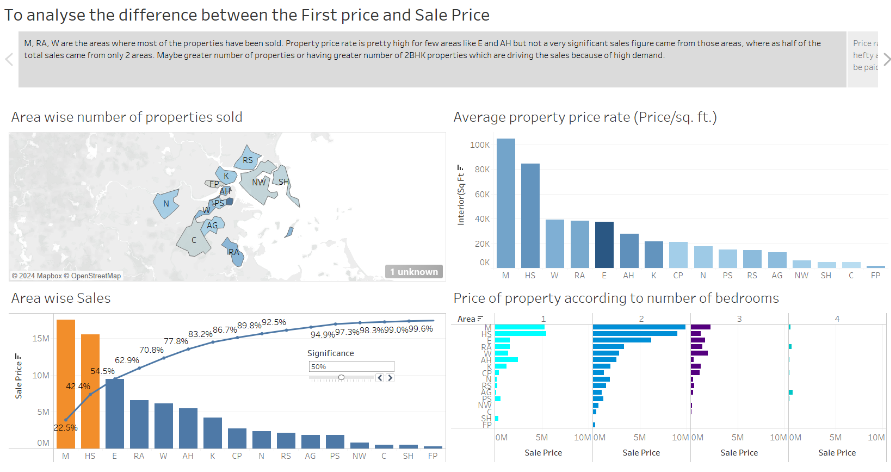 To analyse the difference between the First price and Sale Price
M, RA, W are the areas where most of the properties have been sold. Property price rate is pretty high for few areas like E and AH but not a very significant sales figure came from those areas, where as half of the
total sales came from only 2 areas. Maybe greater number of properties or having greater number of 2BHK properties which are driving the sales because of high demand.
Price
hefty
be paid
Area wise number of properties sold
RS
K
CP
NW
SH
AH
N
PS
W
AG
C
RA
© 2024 Mapbox © OpenStreetMap
1 unknown
Average property price rate (Price/sq. ft.)
Interior(Sq Ft
100K
80K
60K
40K
20K
0K
M HS W RA E AH K CP N PS RS AG NW SH C FP
Area wise Sales
Sale Price
15M
10M
5M
0M
22.5%
42.4%
54.5%
62.9%
70.8%
77.8%
83.2%
86.7%
89.8%
92.5%
94.9%
97.3%
98.3%
99.0%
99.6%
Significance
50%
M HS E RA W AH K CP N RS AG PS NW C SH FP
Price of property according to number of bedrooms
Area 1 2 3 4
M
HS
E
RA
W
AH
K
CP
N
RS
AG
PS
NW
SH
FP
0M 5M 10M 0M 5M 10M 0M 5M 10M 0M 5M 10M
Sale Price Sale Price Sale Price Sale Price